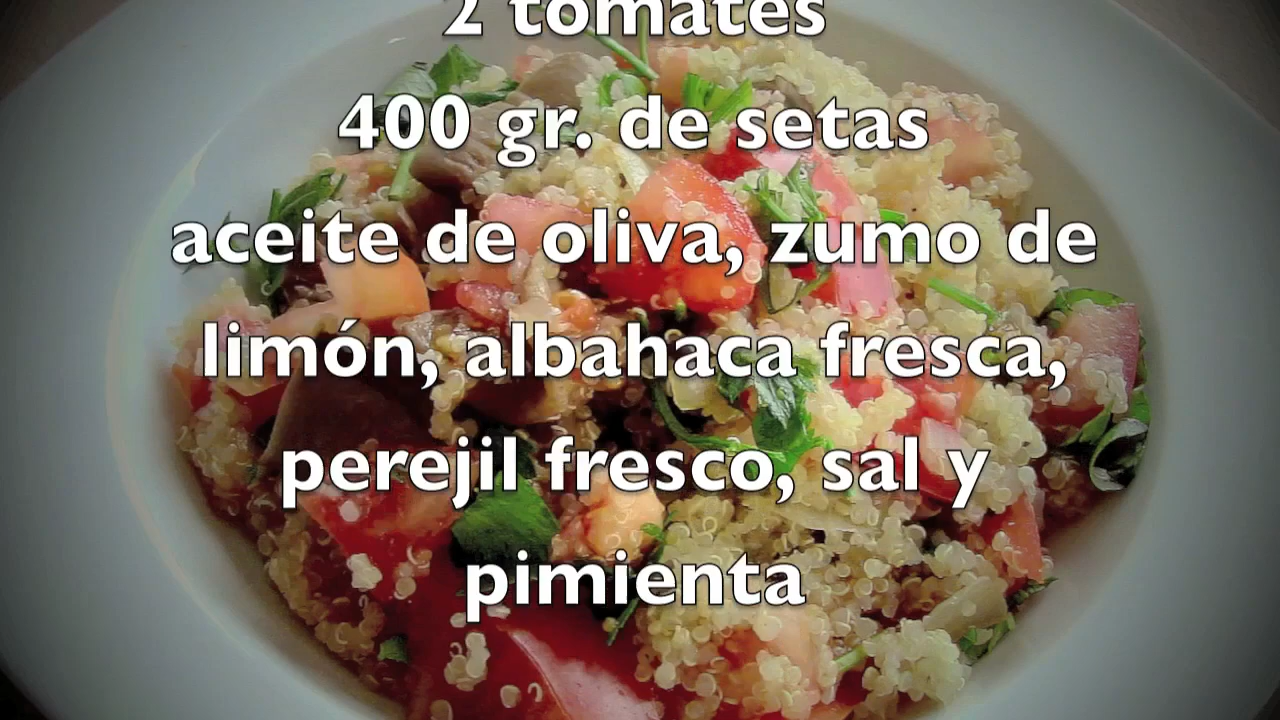 2 tomates
400 gr. de setas
aceite de oliva, zumo de
limón, albahaca fresca,
perejil fresco, sal y
pimienta